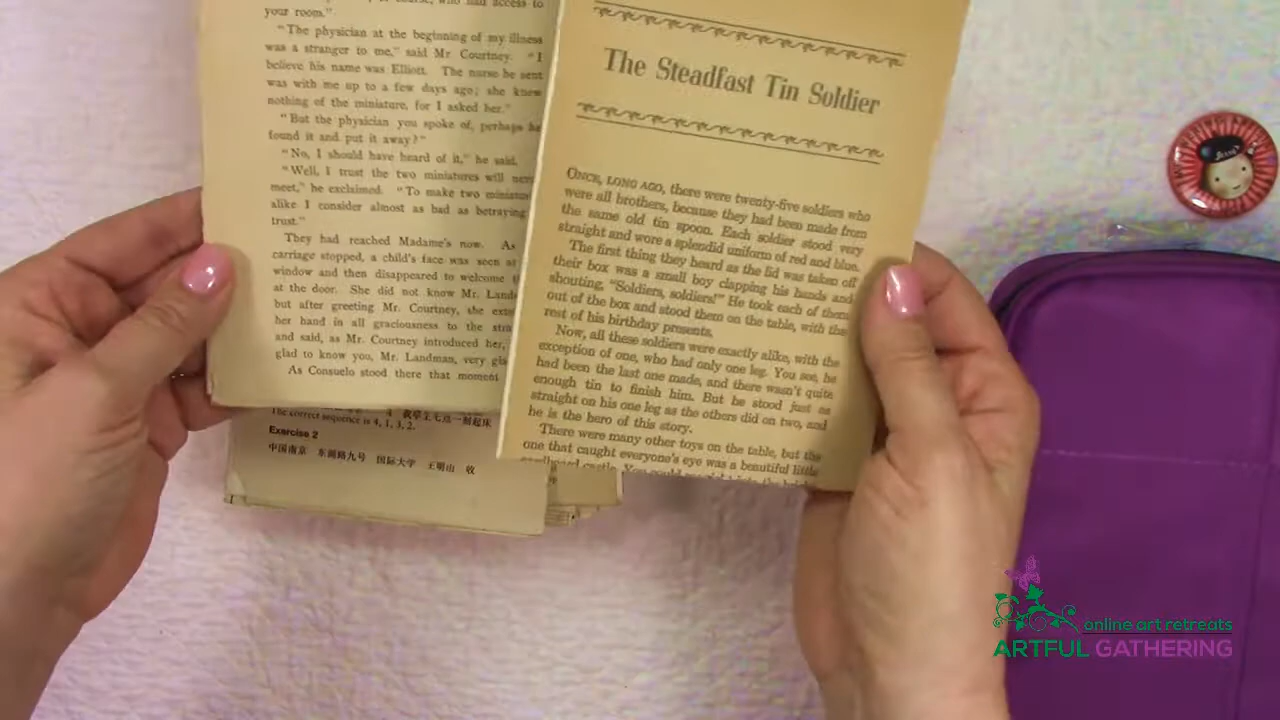 your room."
"The physician at the beginning of my illness
was a stranger to me," said Mr Courtney. "I
believe his name was Elliott. The nurse he sent
was with me up to a few days ago; she knew
nothing of the miniature, for I asked her."
"But the physician you spoke of, perhaps he
found it and put it away?"
"No, I should have heard of it," he said.
"Well, I trust the two miniatures will
meet," he exclaimed. "To make two
alike I consider almost as bad as betraying
trust."
They had reached Madame's now. As
carriage stopped, a child's face was seen at
window and then disappeared to welcome
at the door. She did not know Mr.
but after greeting Mr. Courtney, she
her hand in all graciousness to the
and said, as Mr. Courtney introduced her,
glad to know you, Mr. Landman, very
As Consuelo stood there that moment
The Steadfast Tin Soldier
ONCE, LONG AGO, there were twenty-five soldiers who
were all brothers, because they had been made from
the same old tin spoon. Each soldier stood very
straight and wore a splendid uniform of red and blue.
The first thing they heard as the lid was taken off
their box was a small boy clapping his hands and
shouting, "Soldiers, soldiers!" He took each of them
out of the box and stood them on the table, with the
rest of his birthday presents.
Now, all these soldiers were exactly alike, with the
exception of one, who had only one leg. You see, he
had been the last one made, and there wasn't quite
enough tin to finish him. But he stood just as
straight on his one leg as the others did on two, and
he is the hero of this story.
There were many other toys on the table, but the
one that caught everyone's eye was a beautiful little
The correct sequence is 4, 1, 3, 2.
4 我早上七点一刻起床
Exercise 2
中国南京 东湖路九号 国际大学 王明山 收
online art retreats
ARTFUL GATHERING